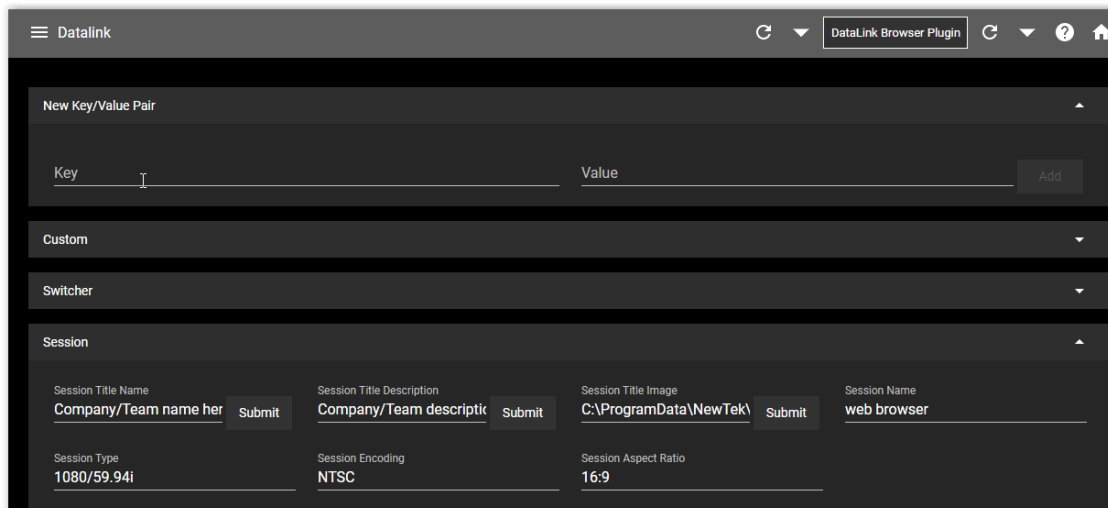 Datalink
DataLink Browser Plugin
New Key/Value Pair
Key Value Add
Custom
Switcher
Session
Session Title Name Session Title Description Session Title Image Session Name
Company/Team name her Submit Company/Team descriptic Submit C:\ProgramData\NewTek\ Submit web browser
Session Type Session Encoding Session Aspect Ratio
1080/59.94i NTSC 16:9